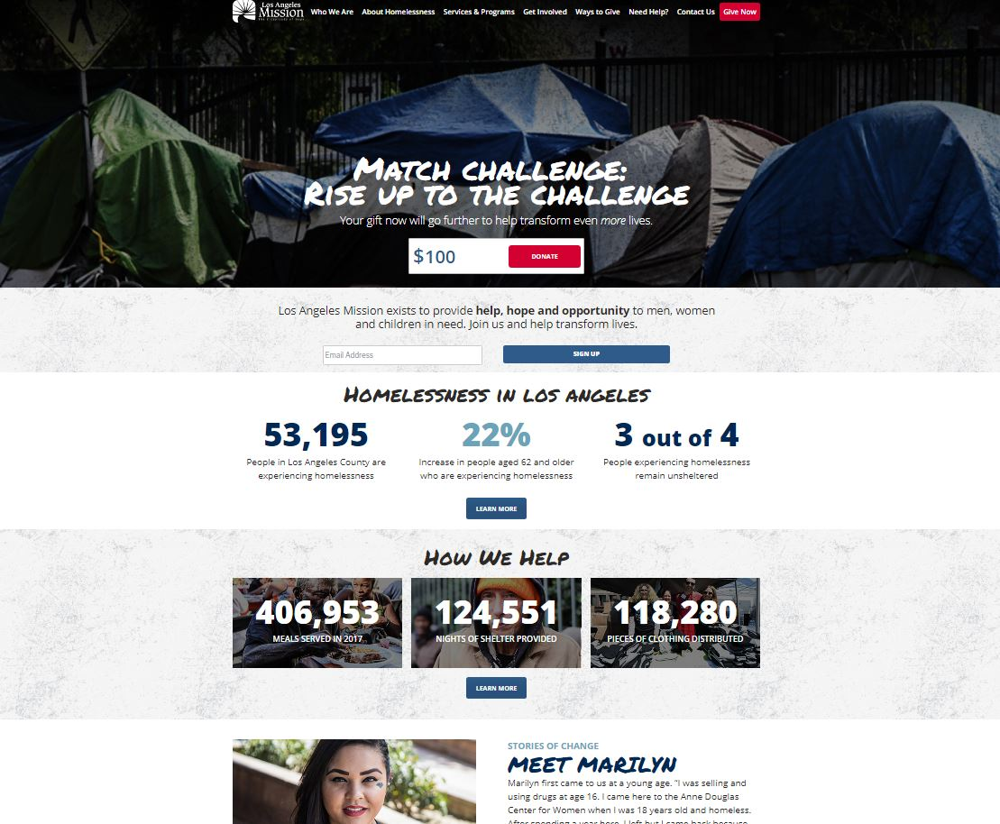 Los Angeles
Mission
Who We Are About Homelessness Services & Programs Get Involved Ways to Give Need Help? Contact Us Give Now
Match challenge:
Rise up to the challenge
Your gift now will go further to help transform even more lives.
$100 DONATE
Los Angeles Mission exists to provide help, hope and opportunity to men, women
and children in need. Join us and help transform lives.
Email Address SIGN UP
Homelessness in los angeles
53,195 22% 3 out of 4
People in Los Angeles County are Increase in people aged 62 and older People experiencing homelessness
experiencing homelessness who are experiencing homelessness remain unsheltered
LEARN MORE
How We Help
406,953 124,551 118,280
MEALS SERVED IN 2017 NIGHTS OF SHELTER PROVIDED PIECES OF CLOTHING DISTRIBUTED
LEARN MORE
STORIES OF CHANGE
MEET MARILYN
Marilyn first came to us at a young age. “I was selling and
using drugs at age 16. I came here to the Anne Douglas
Center for Women when I was 18 years old and homeless.
After spending a year here, I left but I came back because